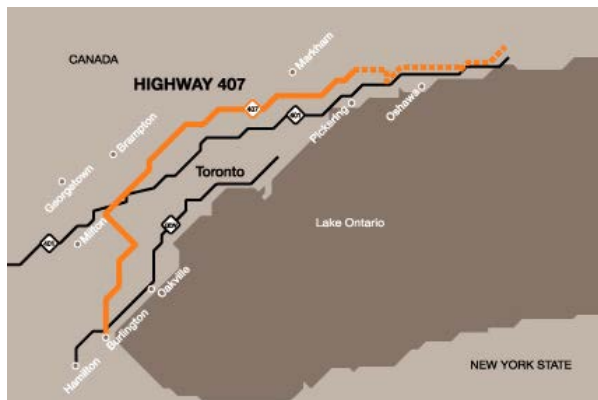 CANADA
Markham
HIGHWAY 407
407
401
Brampton
Pickering
Oshawa
Georgetown
Toronto
Lake Ontario
401
Milton
Oakville
Burlington
Hamilton
NEW YORK STATE